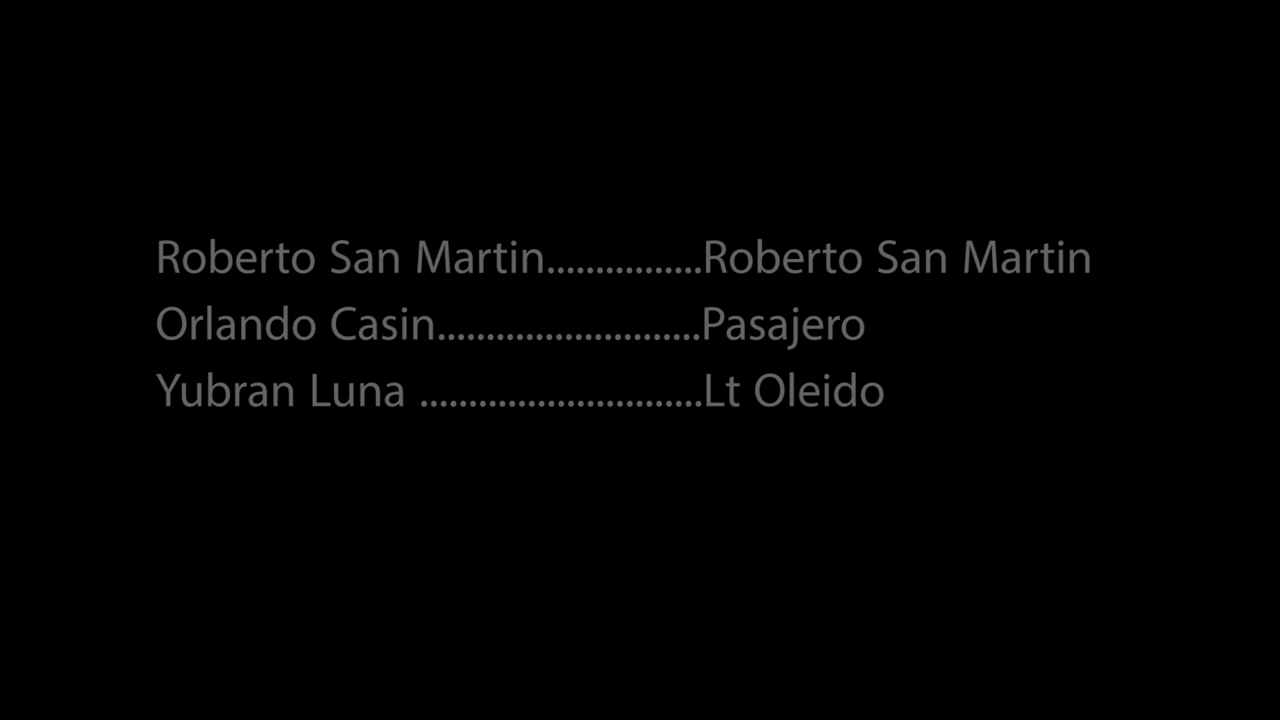 Roberto San Martin................Roberto San Martin
Orlando Casin...........................Pasajero
Yubran Luna .............................Lt Oleido